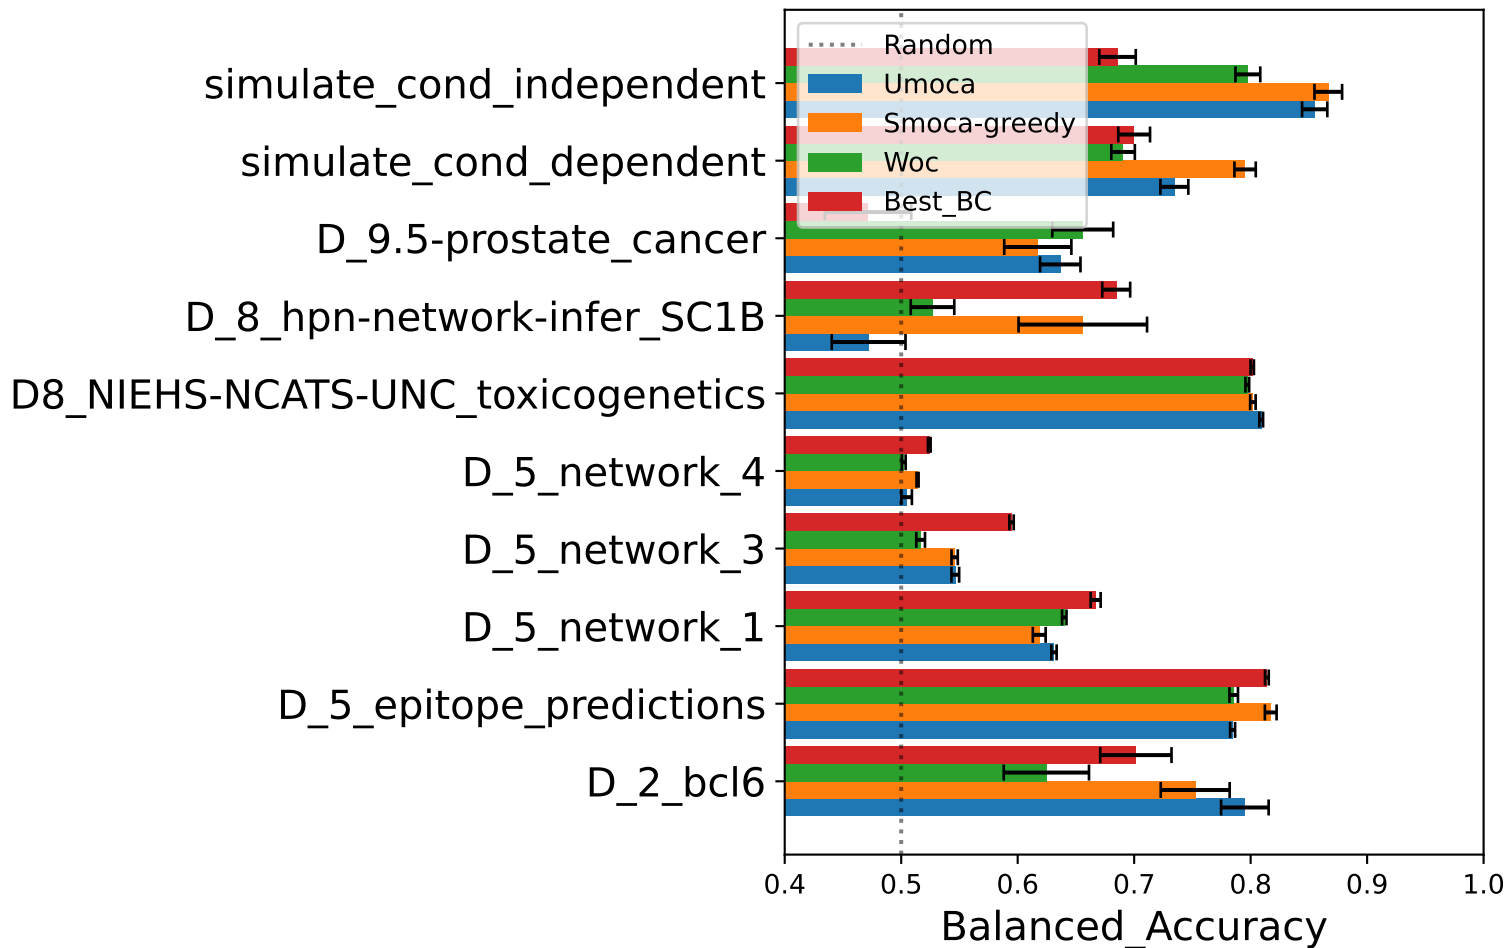 Random
Umoca
Smoca-greedy
Woc
Best_BC
simulate_cond_independent
simulate_cond_dependent
D_9.5-prostate_cancer
D_8_hpn-network-infer_SC1B
D8_NIEHS-NCATS-UNC_toxicogenetics
D_5_network_4
D_5_network_3
D_5_network_1
D_5_epitope_predictions
D_2_bcl6
0.4 0.5 0.6 0.7 0.8 0.9 1.0
Balanced_Accuracy